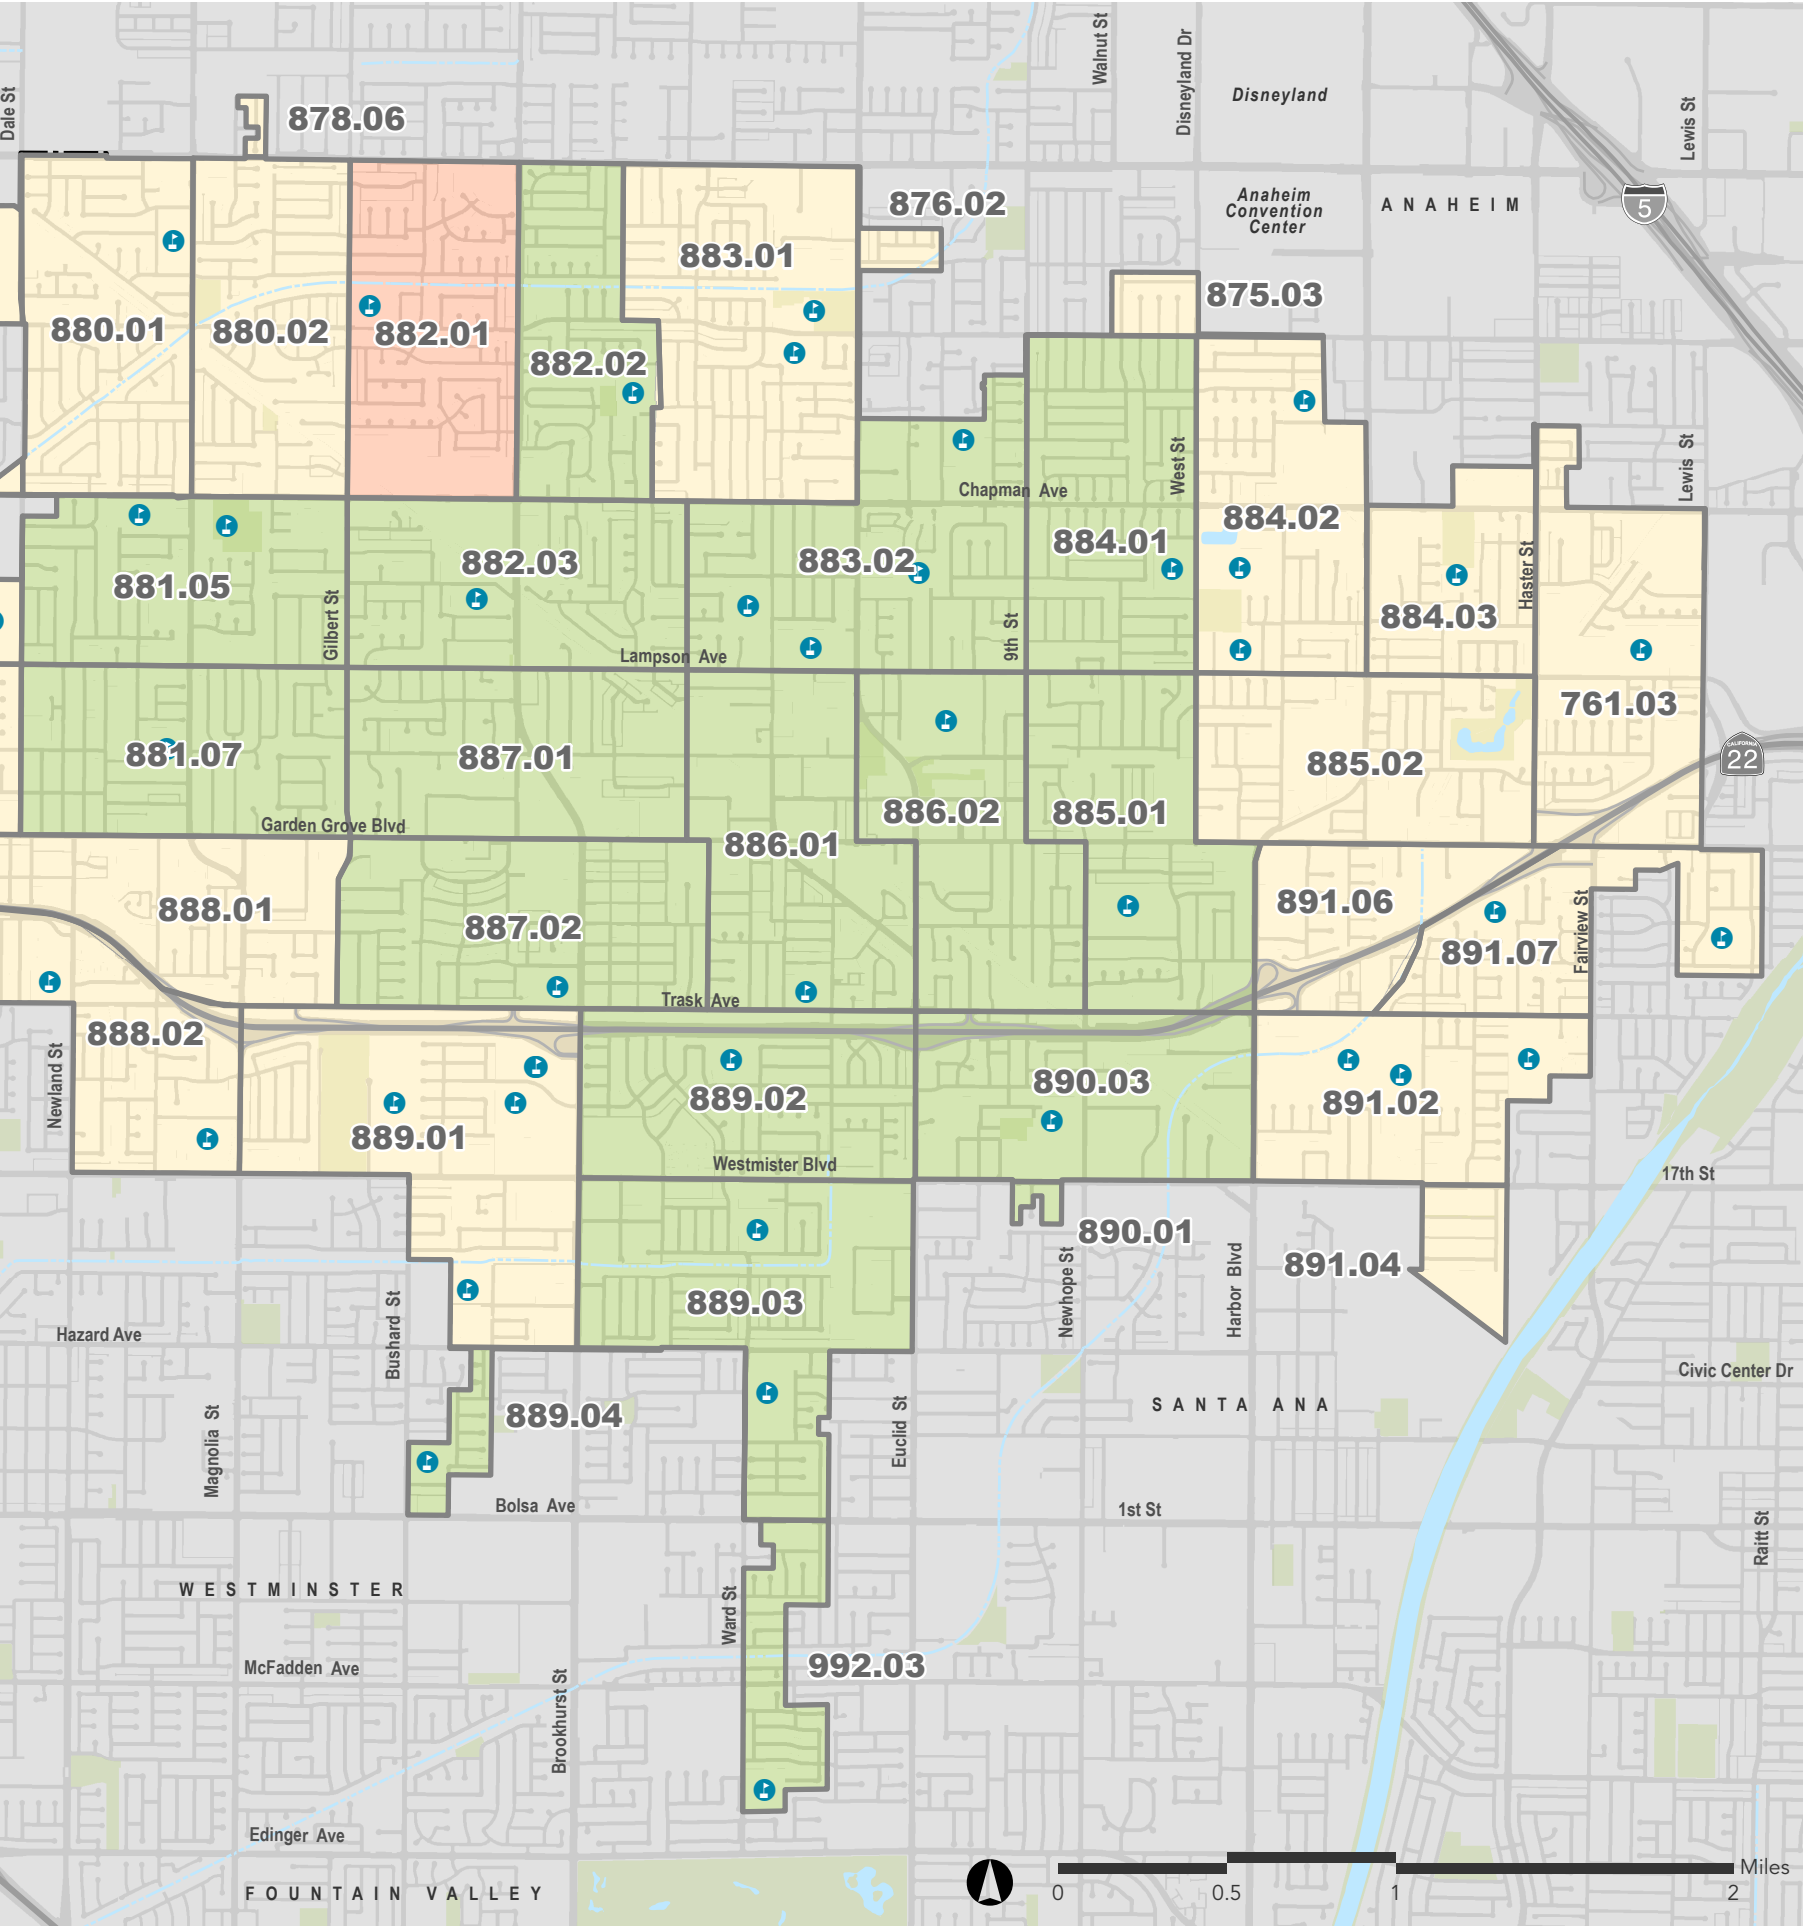 Dale St
Walnut St
Disneyland Dr
Disneyland
Lewis St
878.06
876.02
Anaheim
Convention
Center
ANAHEIM
5
883.01
875.03
880.01
880.02
882.01
882.02
West St
Lewis St
Chapman Ave
884.02
884.01
883.02
882.03
881.05
Gilbert St
Haster St
884.03
9th St
Lampson Ave
761.03
881.07
887.01
885.02
CALIFORNIA
22
886.02
885.01
Garden Grove Blvd
886.01
888.01
887.02
891.06
891.07
Fairview St
Trask Ave
888.02
Newland St
889.02
890.03
891.02
889.01
Westmister Blvd
17th St
890.01
891.04
Newhope St
Harbor Blvd
889.03
Bushard St
Hazard Ave
Civic Center Dr
SANTA ANA
889.04
Euclid St
Magnolia St
Bolsa Ave
1st St
Raitt St
WESTMINSTER
Ward St
McFadden Ave
992.03
Brookhurst St
Edinger Ave
FOUNTAIN VALLEY
Miles
0
0.5
1
2